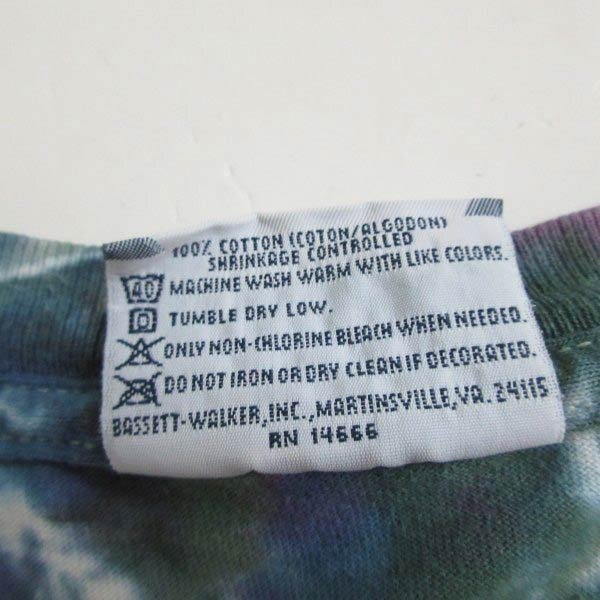 100% COTTON (COTON/ALGODON)
SHRINKAGE CONTROLLED
40 MACHINE WASH WARM WITH LIKE COLORS.
TUMBLE DRY LOW.
ONLY NON-CHLORINE BLEACH WHEN NEEDED.
DO NOT IRON OR DRY CLEAN IF DECORATED.
BASSETT-WALKER, INC., MARTINSVILLE, VA. 24115
RN 14666